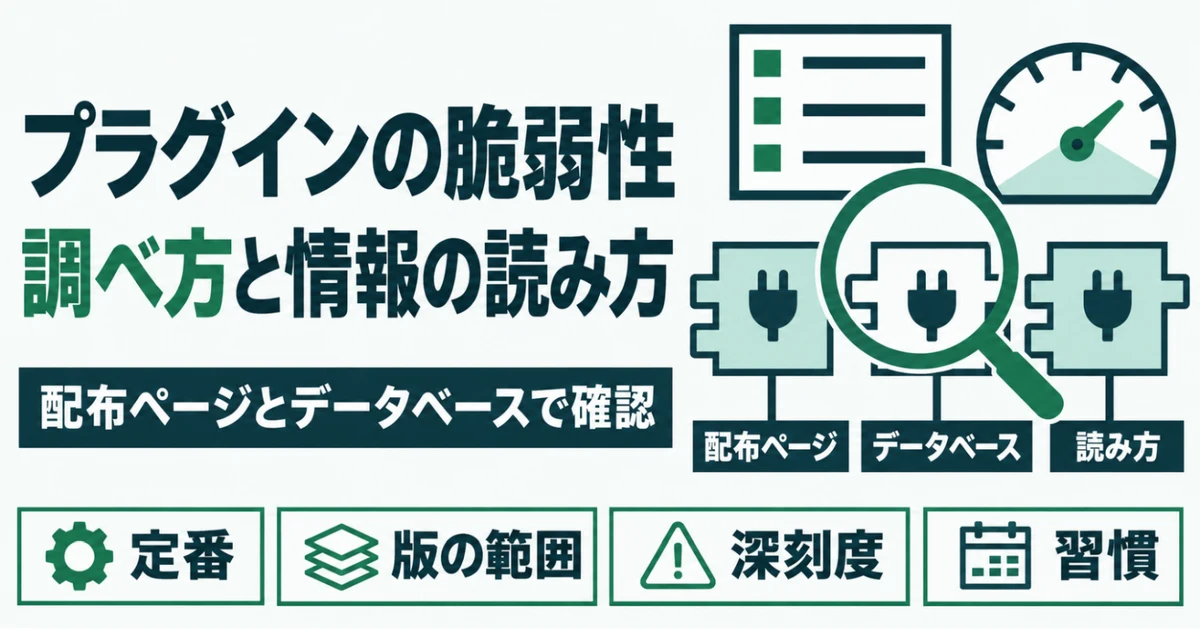 プラグインの脆弱性
調べ方と情報の読み方
配布ページとデータベースで確認
配布ページ
データベース
読み方
定番
版の範囲
深刻度
習慣